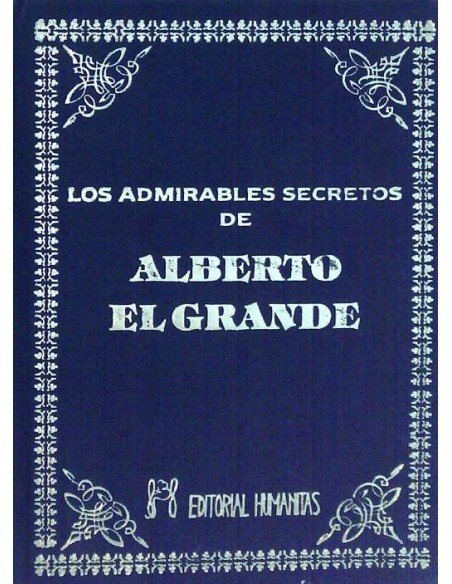 LOS ADMIRABLES SECRETOS
DE
ALBERTO
EL GRANDE
EDITORIAL HUMANITAS